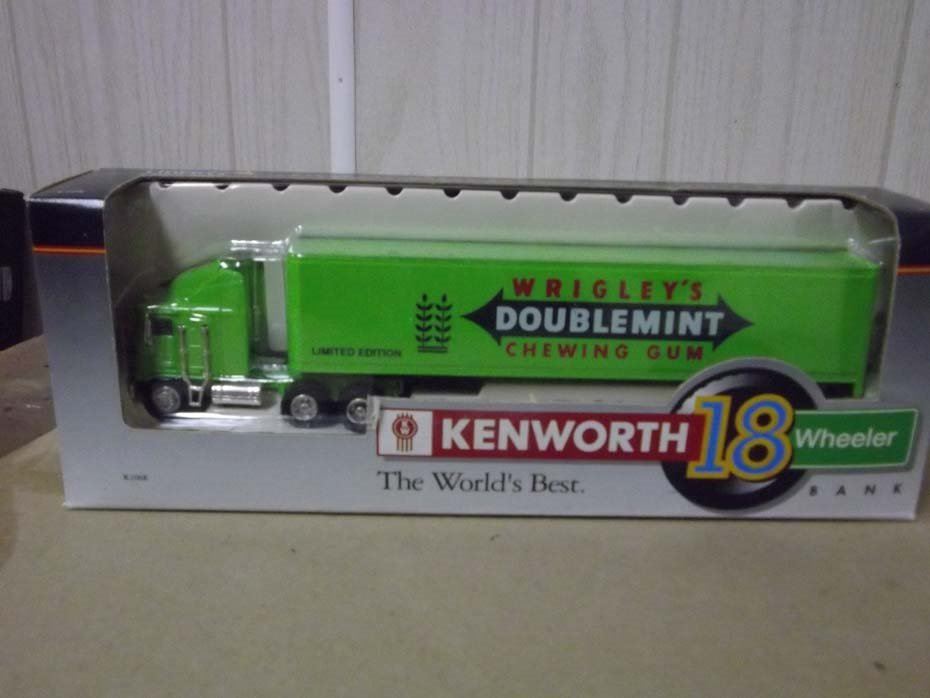 WRIGLEY'S
DOUBLEMINT
CHEWING GUM
LIMITED EDITION
KENWORTH 18 Wheeler
The World's Best.
BANK